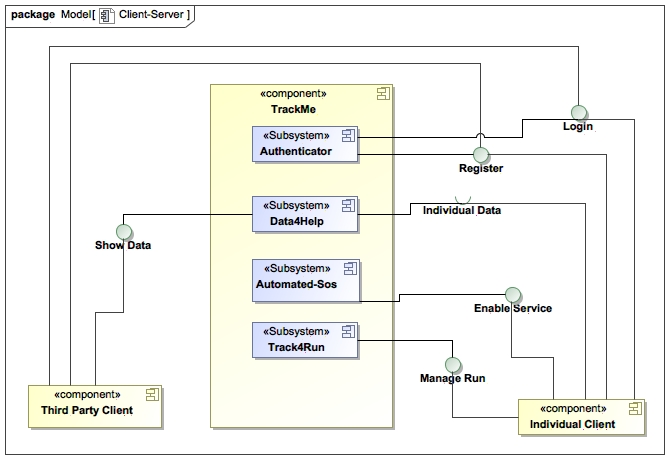 package Model[ Client-Server ]
«component»
TrackMe
«Subsystem»
Authenticator
Login
Register
«Subsystem»
Data4Help
Individual Data
Show Data
«Subsystem»
Automated-Sos
Enable Service
«Subsystem»
Track4Run
Manage Run
«component»
Third Party Client
«component»
Individual Client